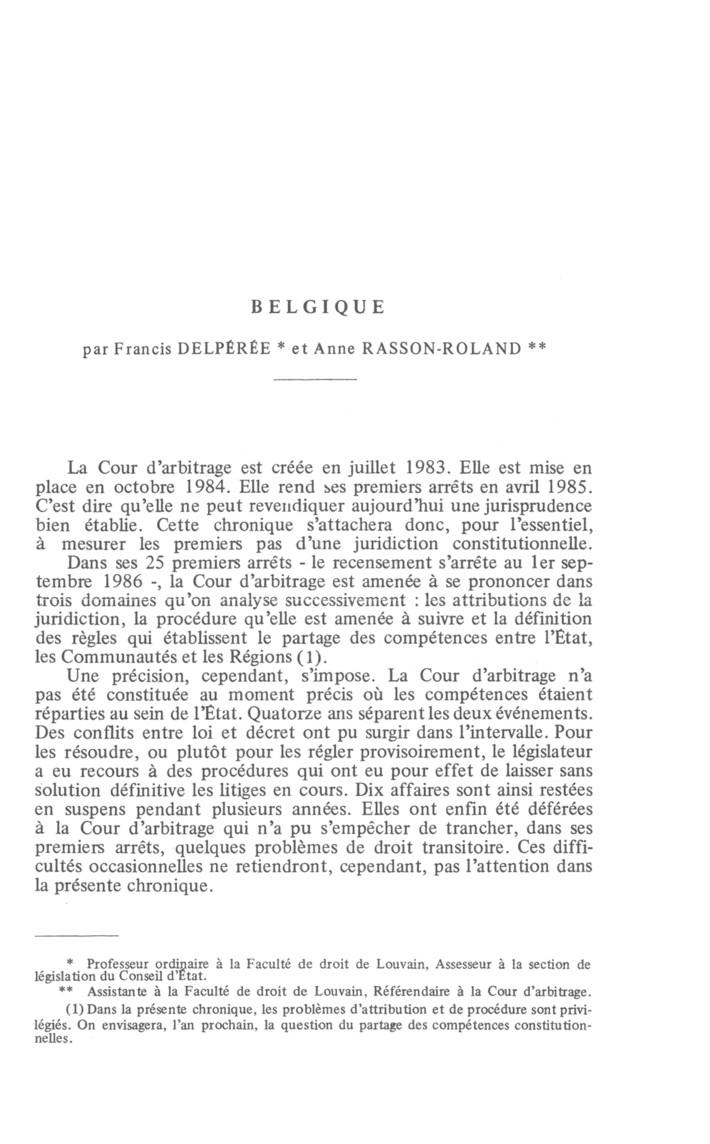 BELGIQUE
par Francis DELPÉRÉE * et Anne RASSON-ROLAND **
La Cour d'arbitrage est créée en juillet 1983. Elle est mise en
place en octobre 1984. Elle rend ses premiers arrêts en avril 1985.
C'est dire qu'elle ne peut revendiquer aujourd'hui une jurisprudence
bien établie. Cette chronique s'attachera donc, pour l'essentiel,
à mesurer les premiers pas d'une juridiction constitutionnelle.
Dans ses 25 premiers arrêts - le recensement s'arrête au 1er sep-
tembre 1986 -, la Cour d'arbitrage est amenée à se prononcer dans
trois domaines qu'on analyse successivement : les attributions de la
juridiction, la procédure qu'elle est amenée à suivre et la définition
des règles qui établissent le partage des compétences entre l'État,
les Communautés et les Régions (1).
Une précision, cependant, s'impose. La Cour d'arbitrage n'a
pas été constituée au moment précis où les compétences étaient
réparties au sein de l'État. Quatorze ans séparent les deux événements.
Des conflits entre loi et décret ont pu surgir dans l'intervalle. Pour
les résoudre, ou plutôt pour les régler provisoirement, le législateur
a eu recours à des procédures qui ont eu pour effet de laisser sans
solution définitive les litiges en cours. Dix affaires sont ainsi restées
en suspens pendant plusieurs années. Elles ont enfin été déférées
à la Cour d'arbitrage qui n'a pu s'empêcher de trancher, dans ses
premiers arrêts, quelques problèmes de droit transitoire. Ces diffi-
cultés occasionnelles ne retiendront, cependant, pas l'attention dans
la présente chronique.
* Professeur ordinaire à la Faculté de droit de Louvain, Assesseur à la section de
législation du Conseil d'État.
** Assistante à la Faculté de droit de Louvain, Référendaire à la Cour d'arbitrage.
(1) Dans la présente chronique, les problèmes d'attribution et de procédure sont privi-
légiés. On envisagera, l'an prochain, la question du partage des compétences constitution-
nelles.